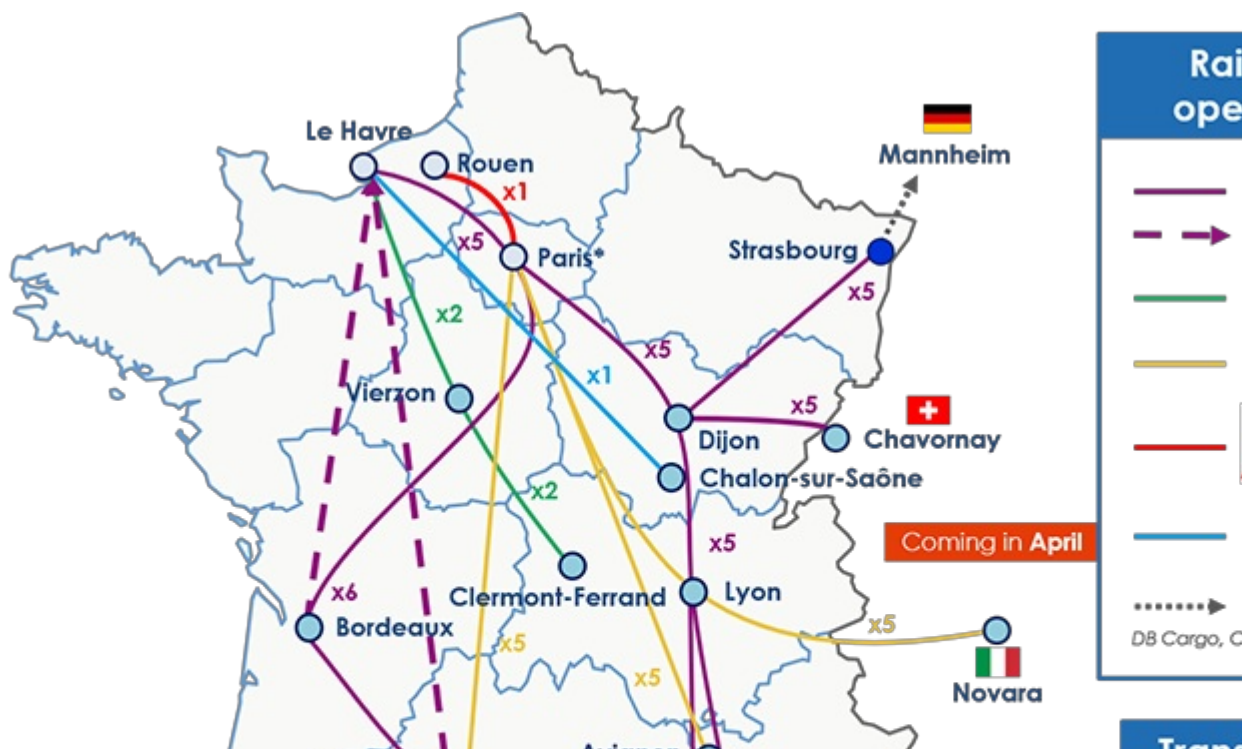 Rai
ope
Le Havre
Rouen
Mannheim
x1
x5
Paris*
Strasbourg
x5
x2
x5
x1
Vierzon
x5
Dijon
Chavornay
Chalon-sur-Saône
x2
x5
Coming in April
x6
Clermont-Ferrand
Lyon
Bordeaux
x5
x5
x5
DB Cargo, C
Novara